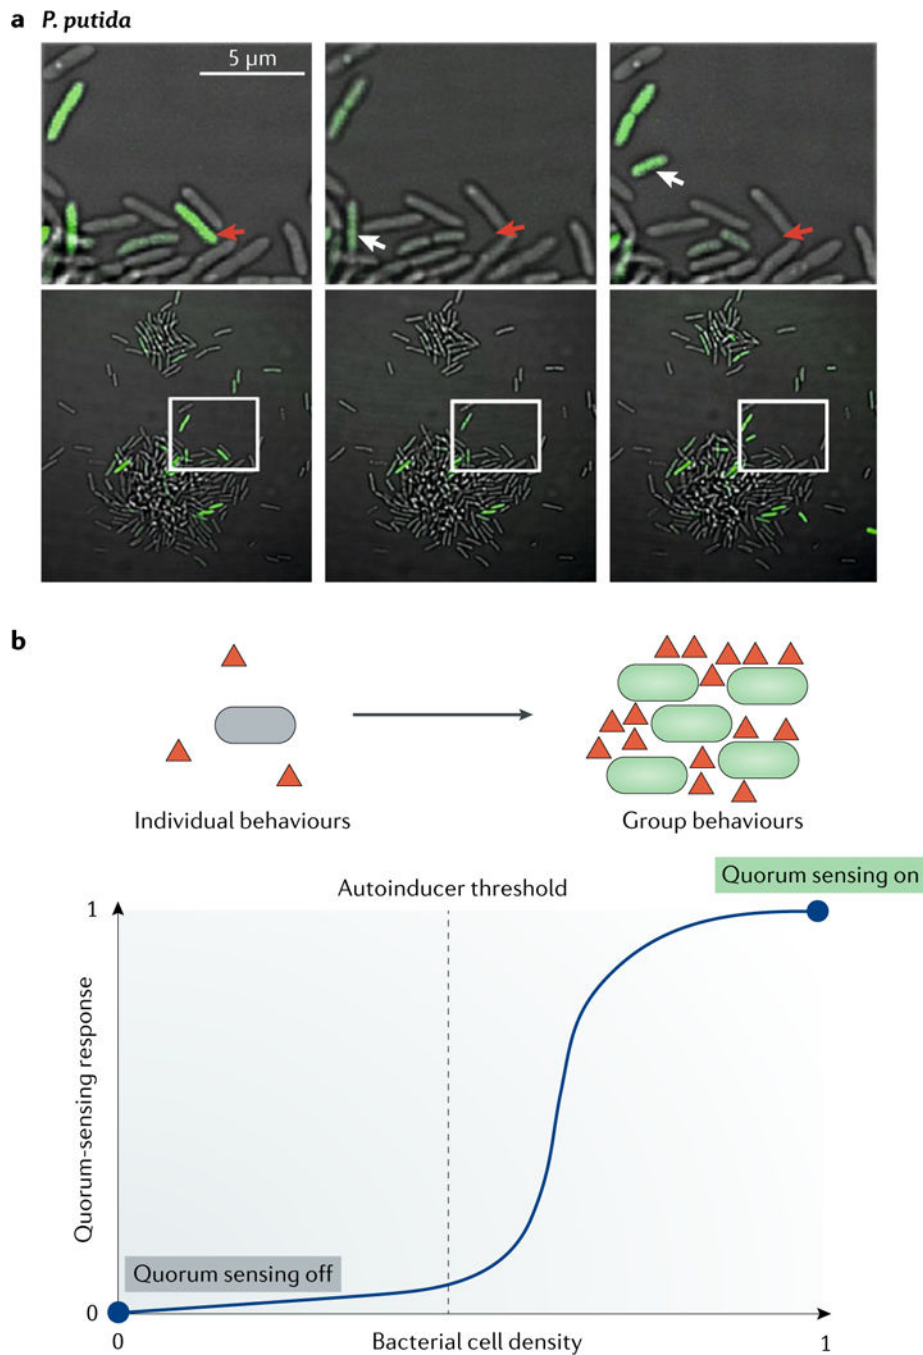 a P. putida
5 µm
b
Individual behaviours
Group behaviours
Quorum sensing on
Autoinducer threshold
1
Quorum-sensing response
Quorum sensing off
0
0
Bacterial cell density
1